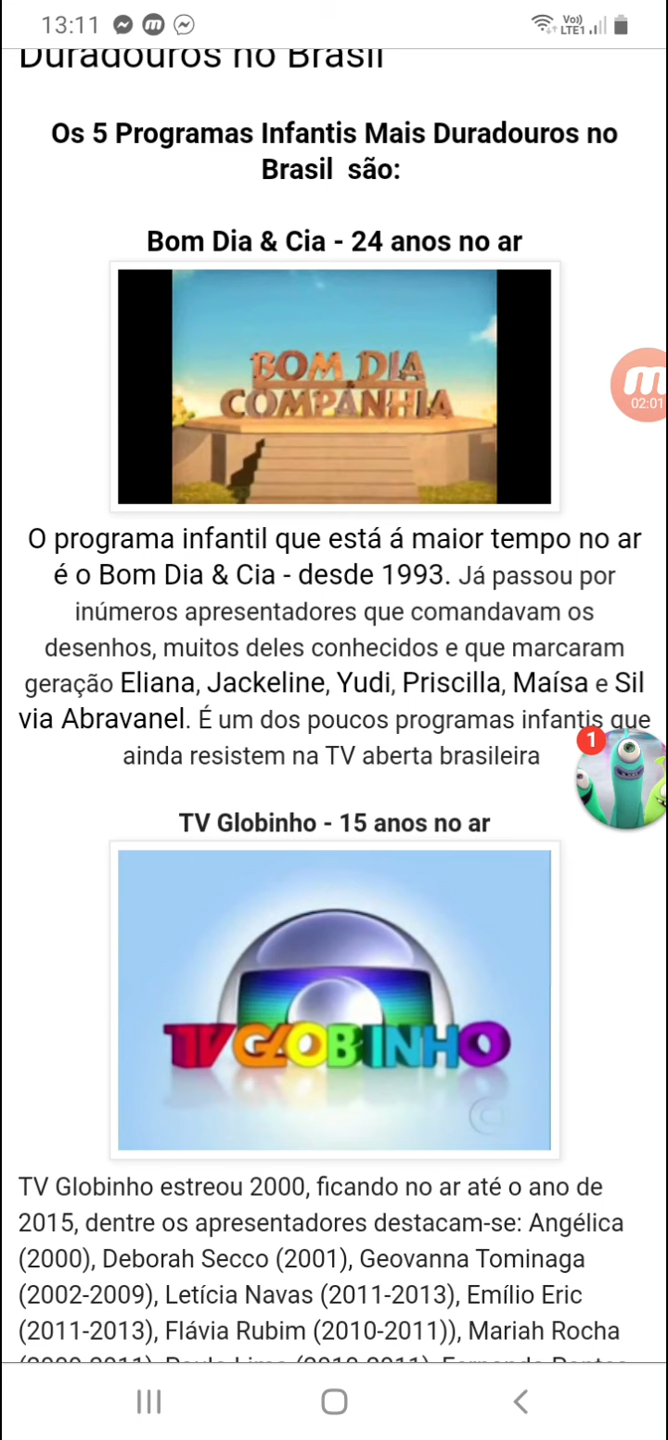 13:11
Vo))
LTE1
Duradouros no Brasil
Os 5 Programas Infantis Mais Duradouros no
Brasil são:
Bom Dia & Cia - 24 anos no ar
BOM DIA
&
COMPANHIA
02:01
O programa infantil que está á maior tempo no ar
é o Bom Dia & Cia - desde 1993. Já passou por
inúmeros apresentadores que comandavam os
desenhos, muitos deles conhecidos e que marcaram
geração Eliana, Jackeline, Yudi, Priscilla, Maísa e Sil
via Abravanel. É um dos poucos programas infantis que
1
ainda resistem na TV aberta brasileira
TV Globinho - 15 anos no ar
TV GLOBINHO
TV Globinho estreou 2000, ficando no ar até o ano de
2015, dentre os apresentadores destacam-se: Angélica
(2000), Deborah Secco (2001), Geovanna Tominaga
(2002-2009), Letícia Navas (2011-2013), Emílio Eric
(2011-2013), Flávia Rubim (2010-2011)), Mariah Rocha